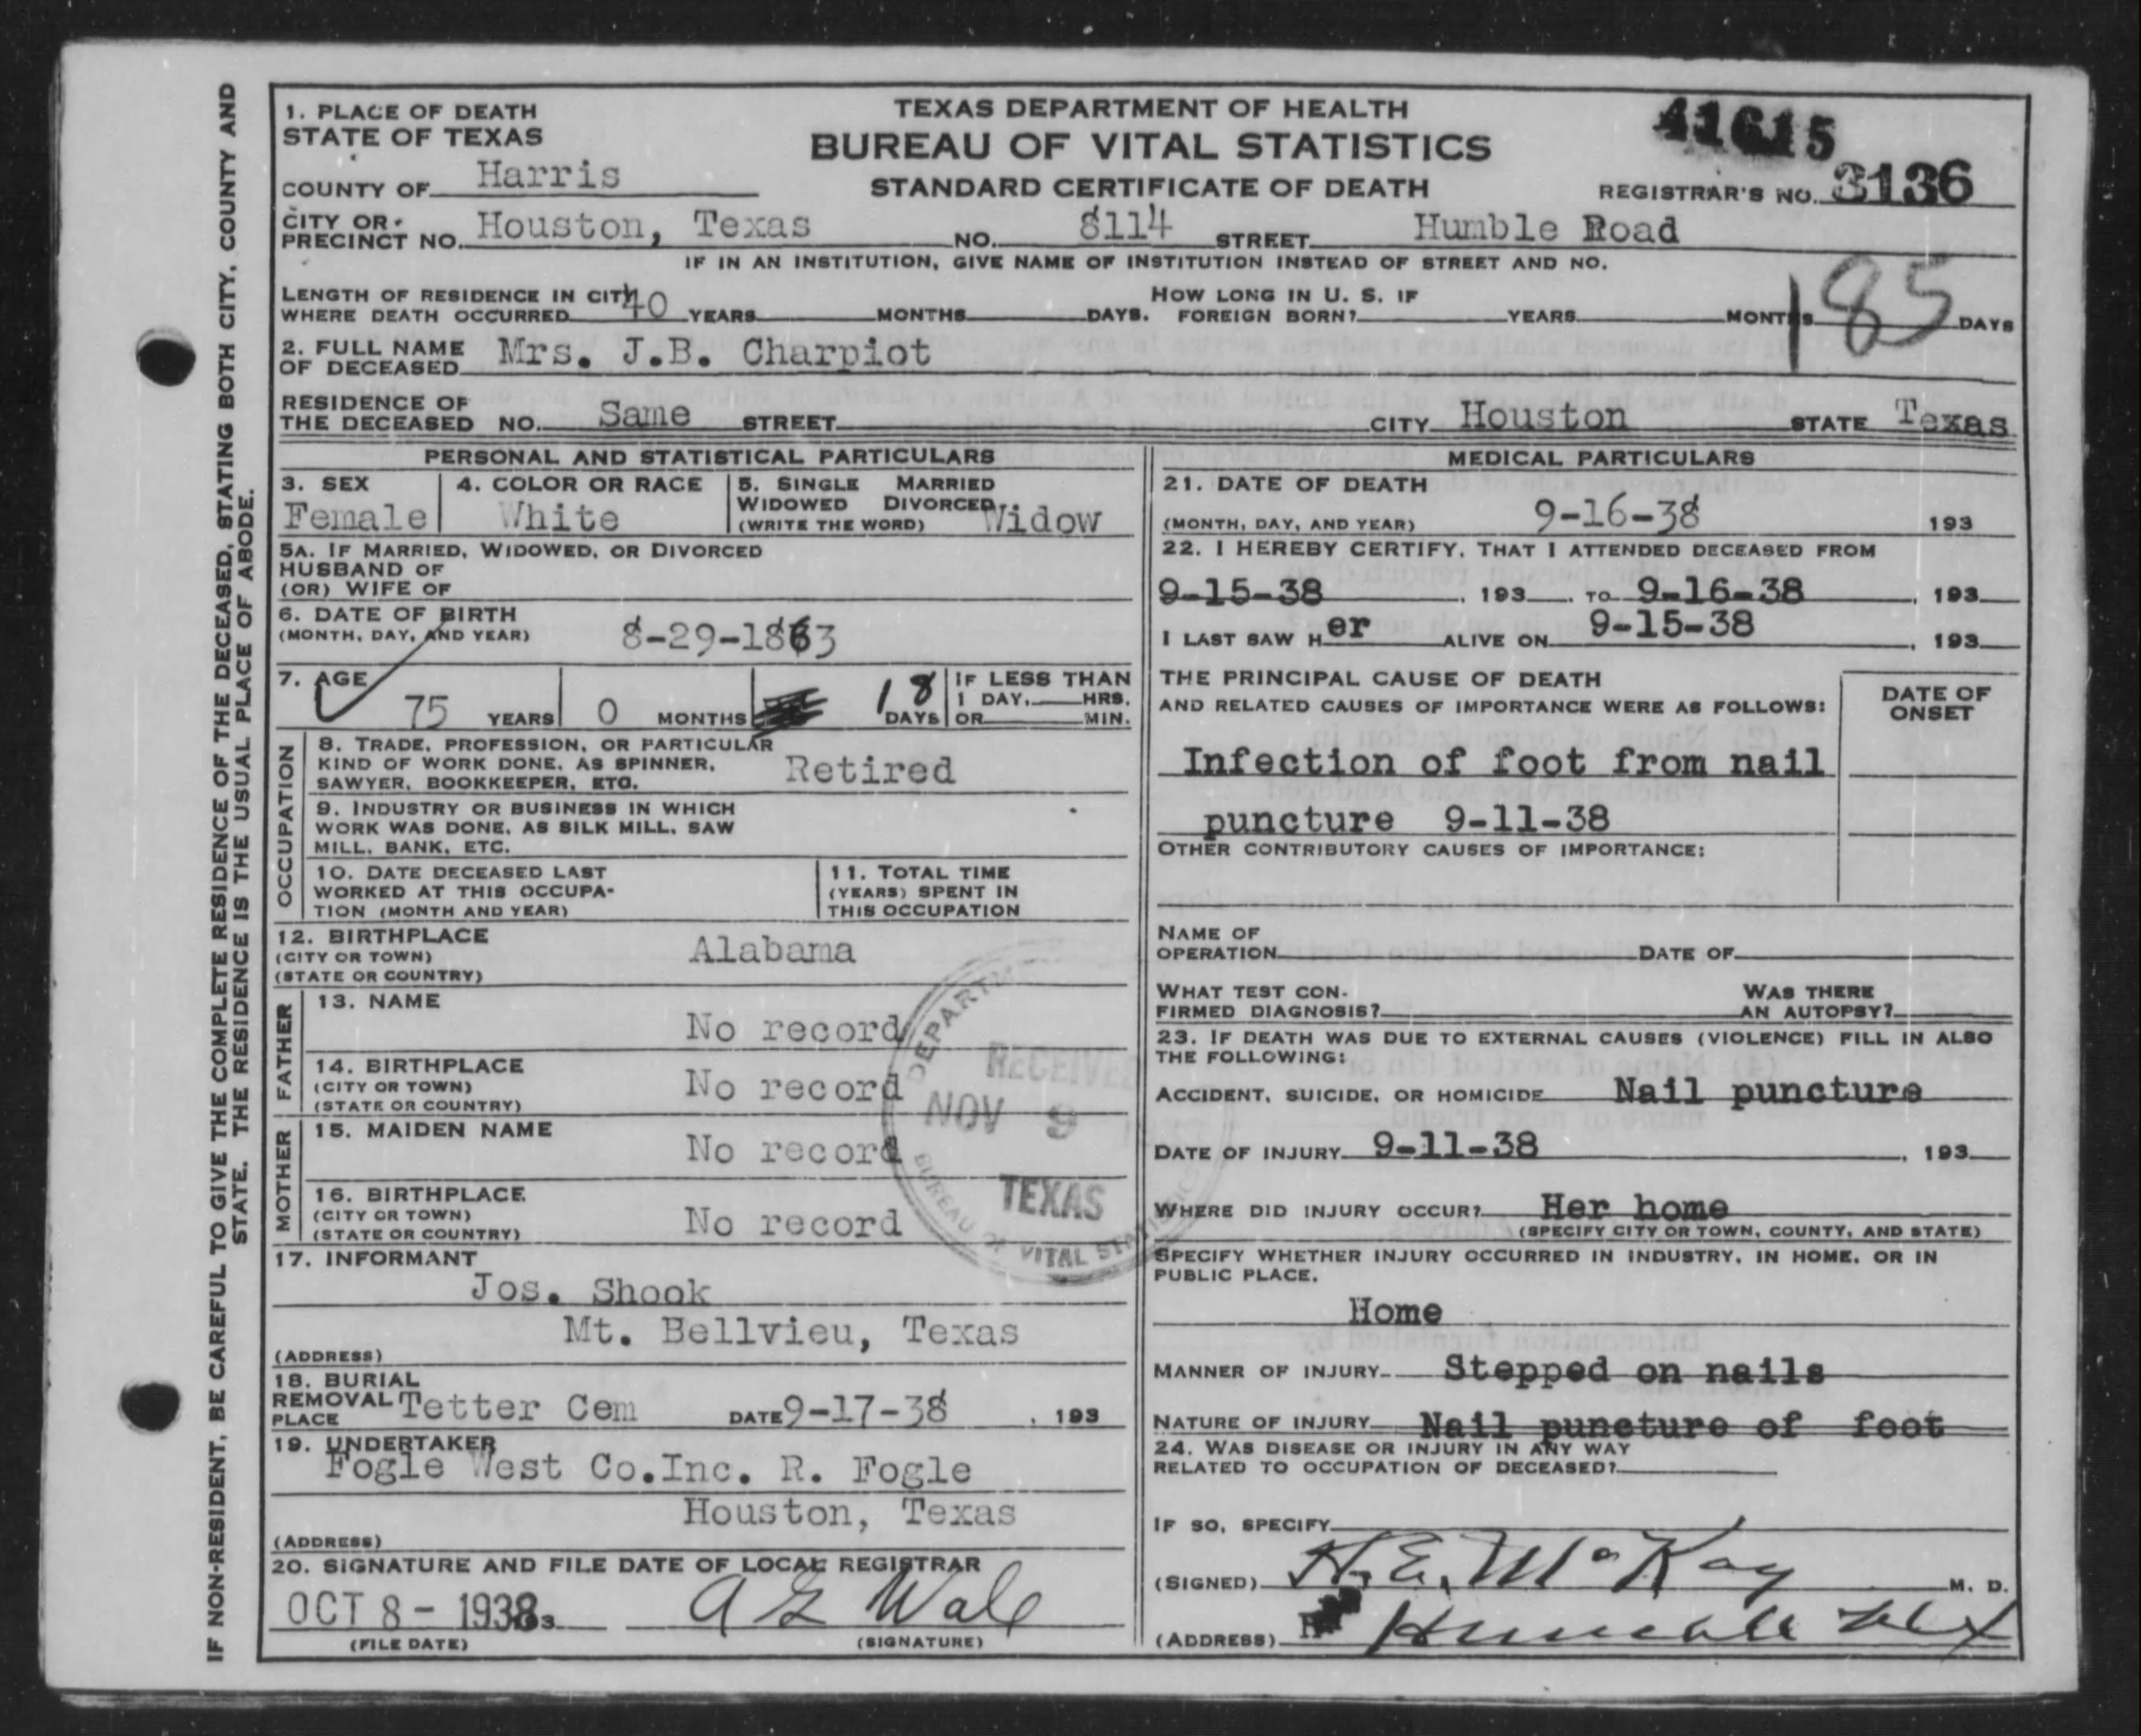 IF NON-RESIDENT, BE CAREFUL TO GIVE THE COMPLETE RESIDENCE OF THE DECEASED, STATING BOTH CITY, COUNTY AND
STATE. THE RESIDENCE IS THE USUAL PLACE OF ABODE.
1. PLACE OF DEATH
STATE OF TEXAS
COUNTY OF Harris
TEXAS DEPARTMENT OF HEALTH
BUREAU OF VITAL STATISTICS
STANDARD CERTIFICATE OF DEATH
41615
REGISTRAR'S NO. 3136
CITY OR
PRECINCT NO. Houston, Texas NO. 8114 STREET Humble Road
IF IN AN INSTITUTION, GIVE NAME OF INSTITUTION INSTEAD OF STREET AND NO.
LENGTH OF RESIDENCE IN CITY
WHERE DEATH OCCURRED 40 YEARS MONTHS DAYS. HOW LONG IN U. S. IF FOREIGN BORN? YEARS MONTHS DAYS
185
2. FULL NAME
OF DECEASED Mrs. J.B. Charpiot
RESIDENCE OF
THE DECEASED NO. Same STREET CITY Houston STATE Texas
PERSONAL AND STATISTICAL PARTICULARS
3. SEX
Female
4. COLOR OR RACE
White
5. SINGLE MARRIED
WIDOWED DIVORCED
(WRITE THE WORD) Widow
5A. IF MARRIED, WIDOWED, OR DIVORCED
HUSBAND OF
(OR) WIFE OF
6. DATE OF BIRTH
(MONTH, DAY, AND YEAR) 8-29-1863
7. AGE
75 YEARS 0 MONTHS 18 DAYS
IF LESS THAN
1 DAY, HRS.
OR MIN.
OCCUPATION
8. TRADE, PROFESSION, OR PARTICULAR
KIND OF WORK DONE, AS SPINNER,
SAWYER, BOOKKEEPER, ETC. Retired
9. INDUSTRY OR BUSINESS IN WHICH
WORK WAS DONE, AS SILK MILL, SAW
MILL, BANK, ETC.
10. DATE DECEASED LAST
WORKED AT THIS OCCUPA-
TION (MONTH AND YEAR)
11. TOTAL TIME
(YEARS) SPENT IN
THIS OCCUPATION
12. BIRTHPLACE
(CITY OR TOWN)
(STATE OR COUNTRY) Alabama
FATHER
13. NAME
No record
14. BIRTHPLACE
(CITY OR TOWN)
(STATE OR COUNTRY) No record
MOTHER
15. MAIDEN NAME
No record
16. BIRTHPLACE
(CITY OR TOWN)
(STATE OR COUNTRY) No record
RECEIVED
NOV 9
TEXAS
BUREAU OF VITAL STATISTICS
17. INFORMANT
Jos. Shook
Mt. Bellvieu, Texas
(ADDRESS)
18. BURIAL
REMOVAL
PLACE Tetter Cem DATE 9-17-38, 193
19. UNDERTAKER
Fogle West Co.Inc. R. Fogle
Houston, Texas
(ADDRESS)
20. SIGNATURE AND FILE DATE OF LOCAL REGISTRAR
OCT 8 - 1938
(FILE DATE)
(SIGNATURE)
MEDICAL PARTICULARS
21. DATE OF DEATH
(MONTH, DAY, AND YEAR) 9-16-38 193
22. I HEREBY CERTIFY, THAT I ATTENDED DECEASED FROM
9-15-38, 193 TO 9-16-38, 193
I LAST SAW Her ALIVE ON 9-15-38, 193
THE PRINCIPAL CAUSE OF DEATH
AND RELATED CAUSES OF IMPORTANCE WERE AS FOLLOWS:
DATE OF
ONSET
Infection of foot from nail
puncture 9-11-38
OTHER CONTRIBUTORY CAUSES OF IMPORTANCE:
NAME OF
OPERATION DATE OF
WHAT TEST CON-
FIRMED DIAGNOSIS?
WAS THERE
AN AUTOPSY?
23. IF DEATH WAS DUE TO EXTERNAL CAUSES (VIOLENCE) FILL IN ALSO
THE FOLLOWING:
ACCIDENT, SUICIDE, OR HOMICIDE Nail puncture
DATE OF INJURY 9-11-38, 193
WHERE DID INJURY OCCUR? Her home
(SPECIFY CITY OR TOWN, COUNTY, AND STATE)
SPECIFY WHETHER INJURY OCCURRED IN INDUSTRY, IN HOME, OR IN
PUBLIC PLACE.
Home
MANNER OF INJURY Stepped on nails
NATURE OF INJURY Nail puncture of foot
24. WAS DISEASE OR INJURY IN ANY WAY
RELATED TO OCCUPATION OF DECEASED?
IF SO, SPECIFY
(SIGNED) H.E. McKay M. D.
(ADDRESS) Humble Tex